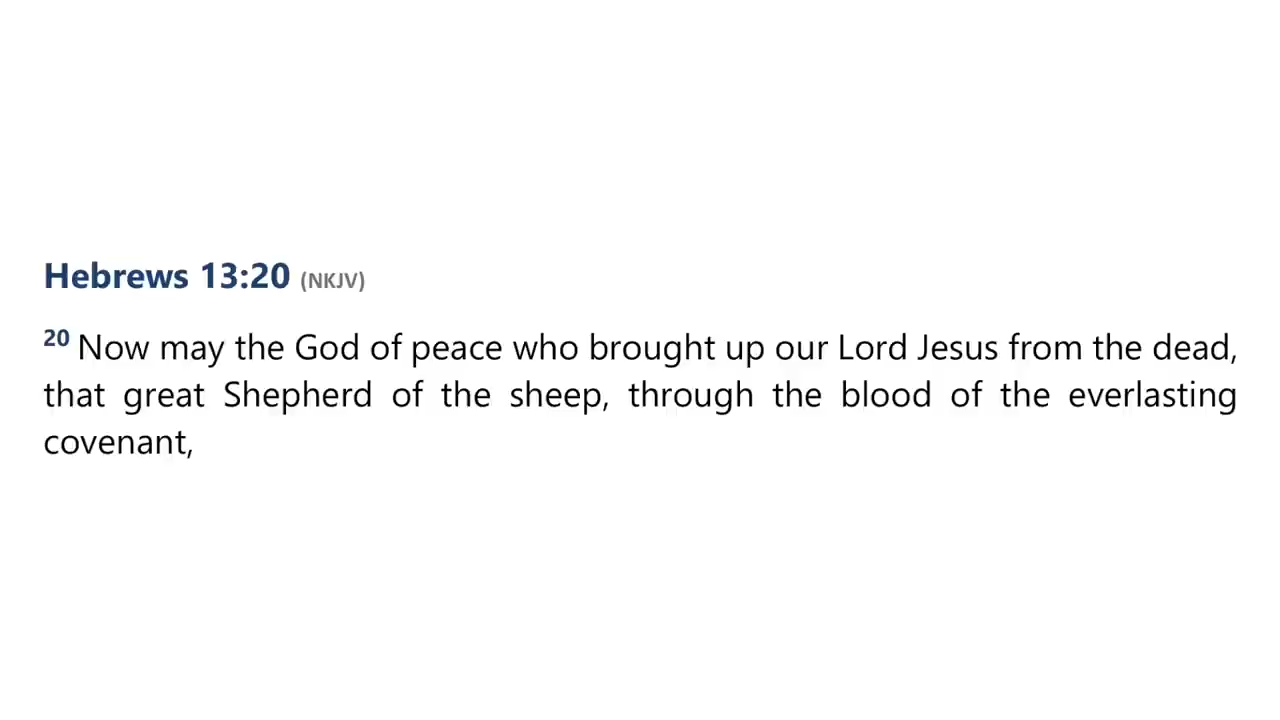 Hebrews 13:20 (NKJV)
20 Now may the God of peace who brought up our Lord Jesus from the dead,
that great Shepherd of the sheep, through the blood of the everlasting
covenant,